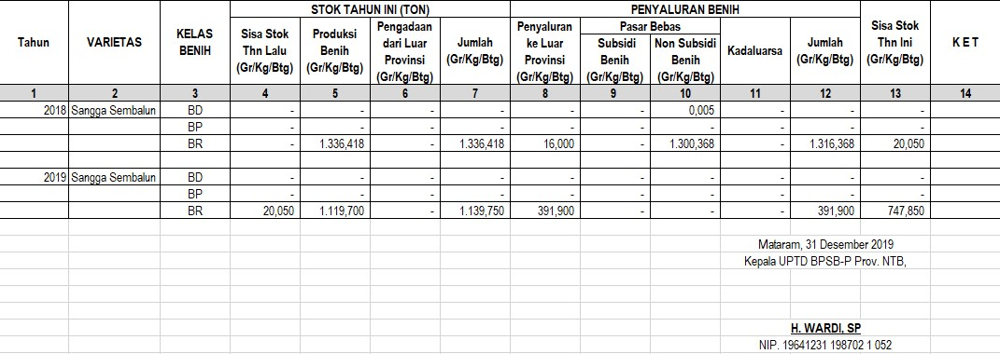 STOK TAHUN INI (TON) PENYALURAN BENIH
Tahun VARIETAS KELAS BENIH Sisa Stok Thn Lalu (Gr/Kg/Btg) Produksi Benih (Gr/Kg/Btg) Pengadaan dari Luar Provinsi (Gr/Kg/Btg) Jumlah (Gr/Kg/Btg) Penyaluran ke Luar Provinsi (Gr/Kg/Btg) Pasar Bebas Subsidi Benih (Gr/Kg/Btg) Non Subsidi Benih (Gr/Kg/Btg) Kadaluarsa Jumlah (Gr/Kg/Btg) Sisa Stok Thn Ini (Gr/Kg/Btg) K E T
1 2 3 4 5 6 7 8 9 10 11 12 13 14
2018 Sangga Sembalun BD - - - - - - 0,005 - - -
BP - - - - - - - - - -
BR - 1.336,418 - 1.336,418 16,000 - 1.300,368 - 1.316,368 20,050
2019 Sangga Sembalun BD - - - - - - - - - -
BP - - - - - - - - - -
BR 20,050 1.119,700 - 1.139,750 391,900 - - - 391,900 747,850
Mataram, 31 Desember 2019
Kepala UPTD BPSB-P Prov. NTB,
H. WARDI, SP
NIP. 19641231 198702 1 052